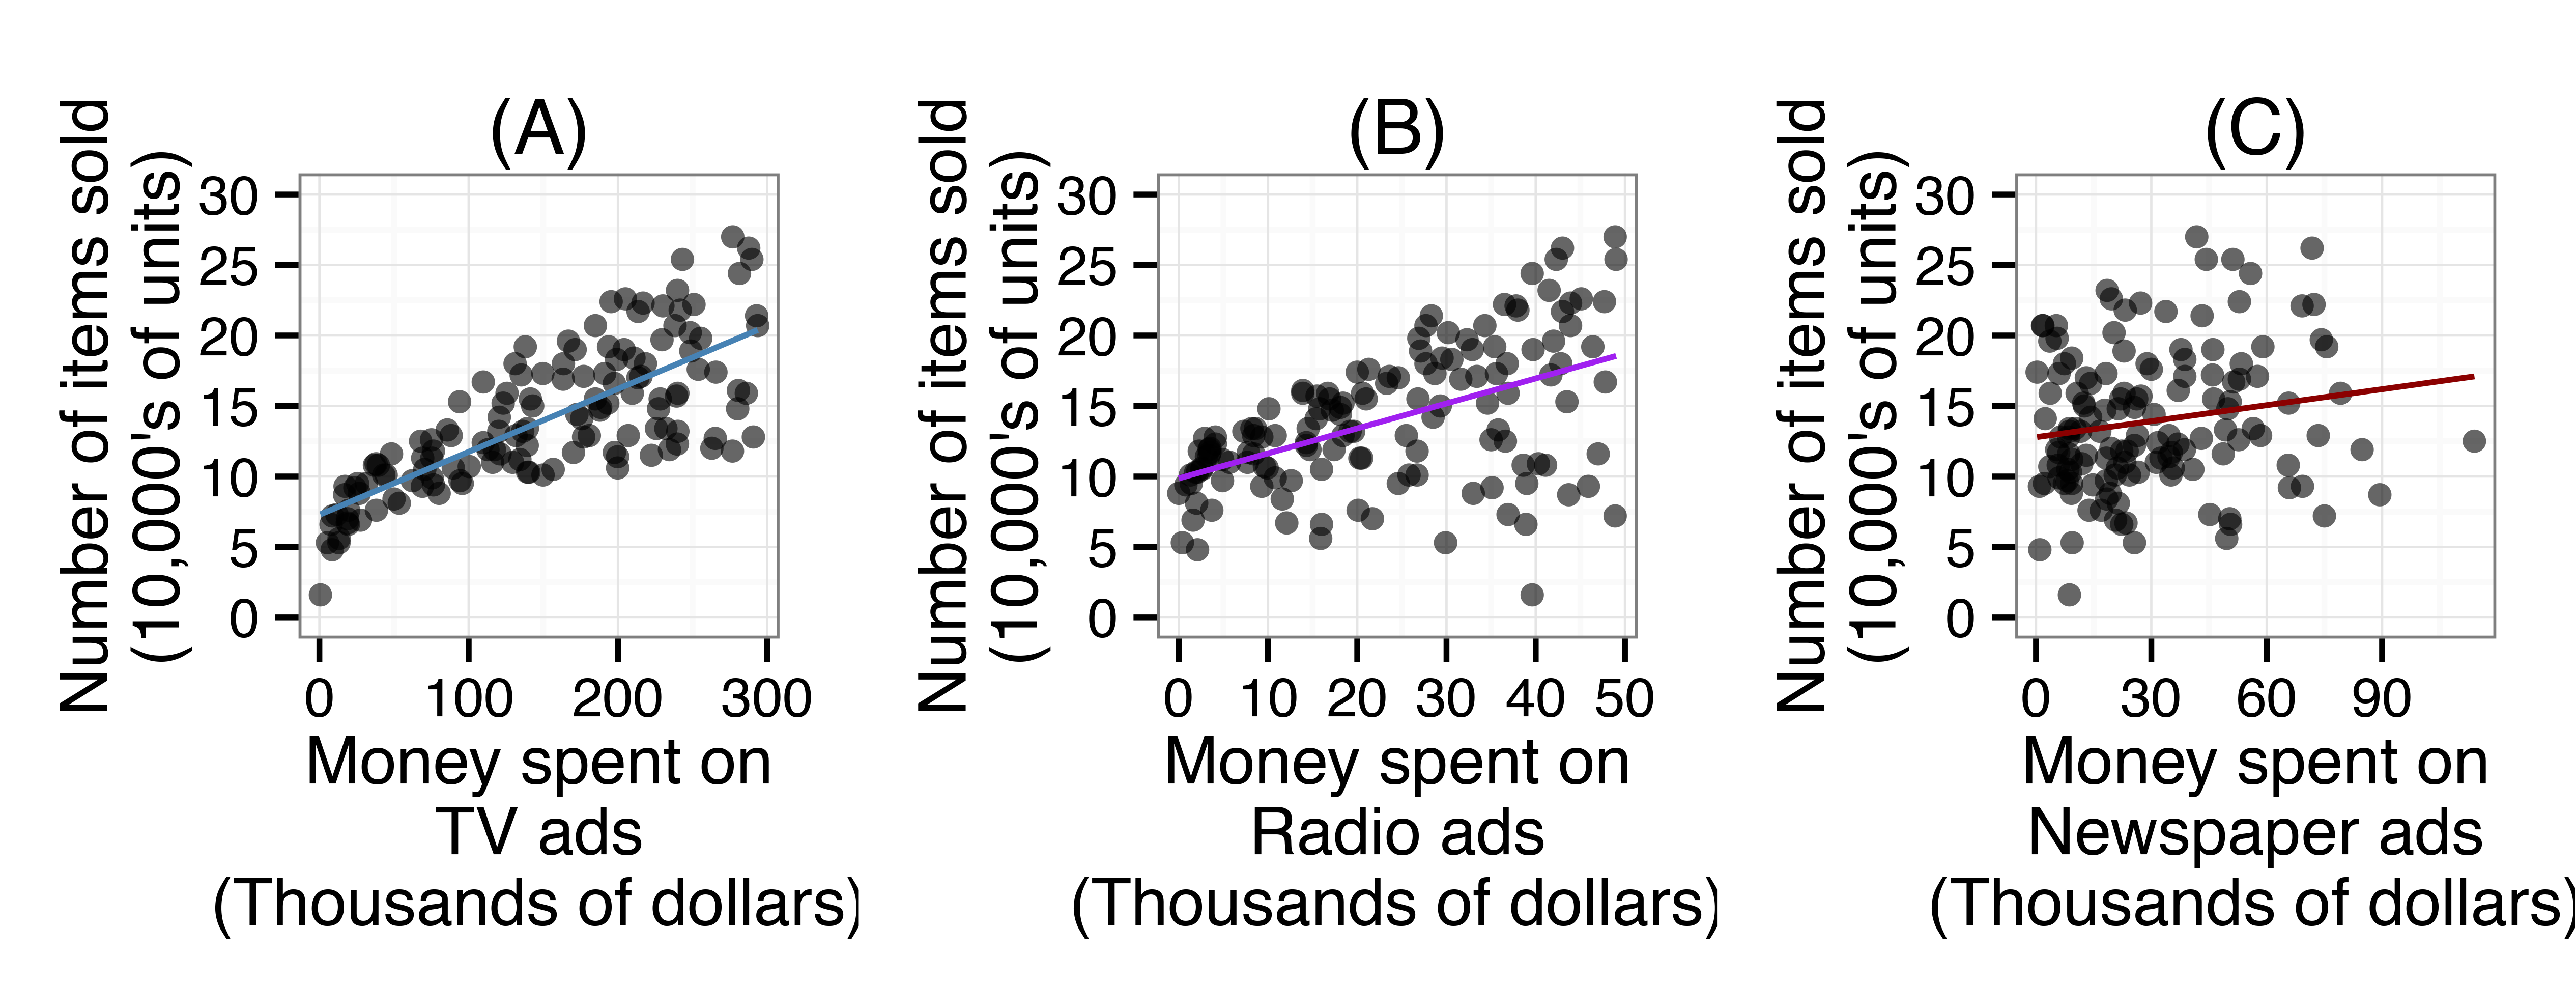 (A)
Number of items sold
(10,000's of units)
30
25
20
15
10
5
0
0 100 200 300
Money spent on
TV ads
(Thousands of dollars)
(B)
Number of items sold
(10,000's of units)
30
25
20
15
10
5
0
0 10 20 30 40 50
Money spent on
Radio ads
(Thousands of dollars)
(C)
Number of items sold
(10,000's of units)
30
25
20
15
10
5
0
0 30 60 90
Money spent on
Newspaper ads
(Thousands of dollars)